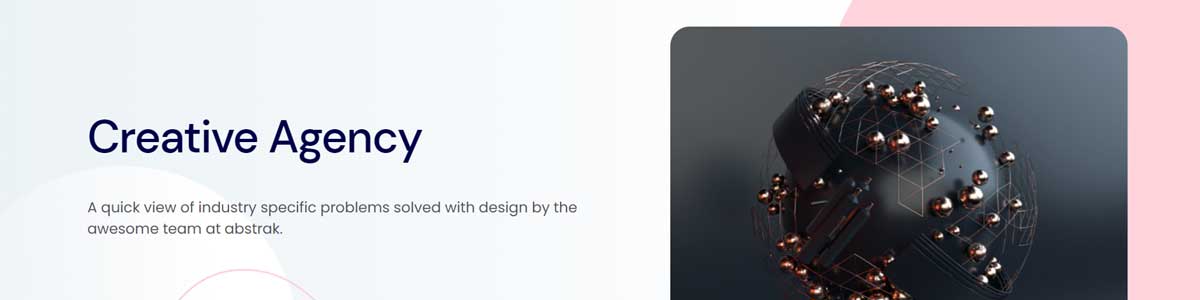 Creative Agency
A quick view of industry specific problems solved with design by the
awesome team at abstrak.